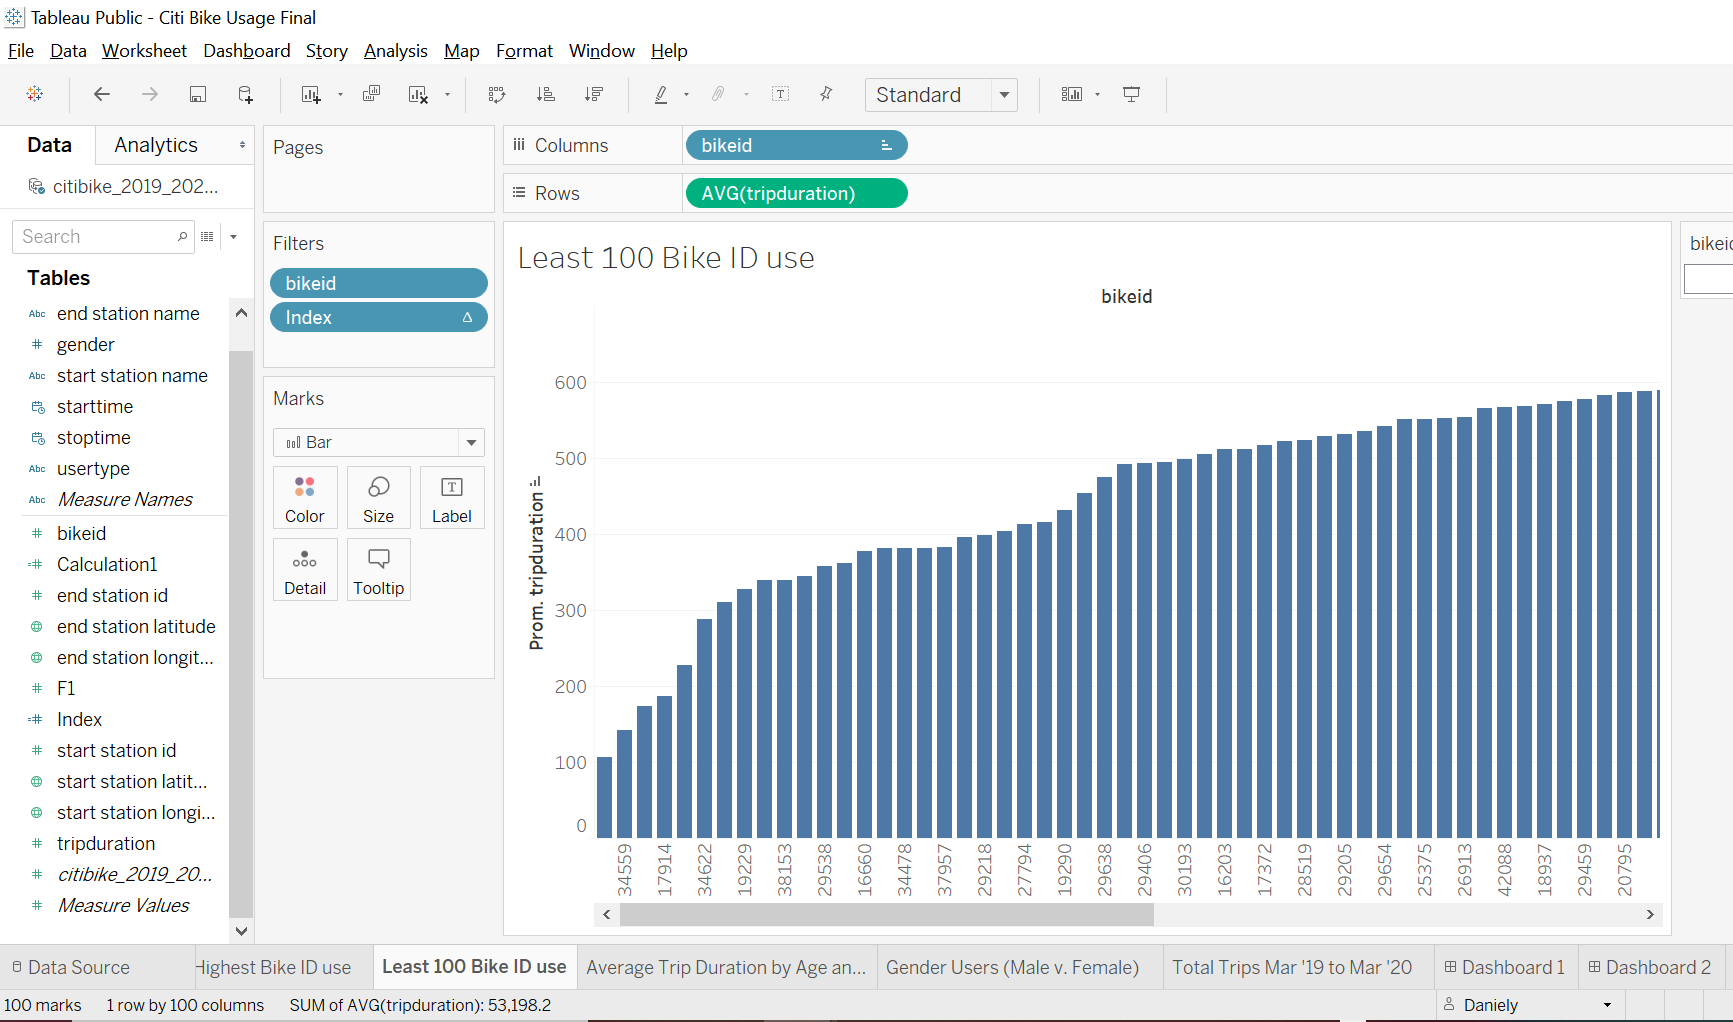 Tableau Public - Citi Bike Usage Final
File Data Worksheet Dashboard Story Analysis Map Format Window Help
Standard
Data Analytics
citibike_2019_202...
Search
Tables
Abc end station name
# gender
Abc start station name
starttime
stoptime
Abc usertype
Abc Measure Names
# bikeid
=# Calculation1
# end station id
end station latitude
end station longit...
# F1
=# Index
# start station id
start station latit...
start station longi...
# tripduration
# citibike_2019_20...
# Measure Values
Pages
Filters
bikeid
Index
Marks
Bar
Color Size Label
Detail Tooltip
Columns bikeid
Rows AVG(tripduration)
Least 100 Bike ID use
bikeid
Prom. tripduration
600
500
400
300
200
100
0
34559 17914 34622 19229 38153 29538 16660 34478 37957 29218 27794 19290 29638 29406 30193 16203 17372 28519 29205 29654 25375 26913 42088 18937 29459 20795
Data Source Highest Bike ID use Least 100 Bike ID use Average Trip Duration by Age an... Gender Users (Male v. Female) Total Trips Mar '19 to Mar '20 Dashboard 1 Dashboard 2
100 marks 1 row by 100 columns SUM of AVG(tripduration): 53,198.2 Daniely